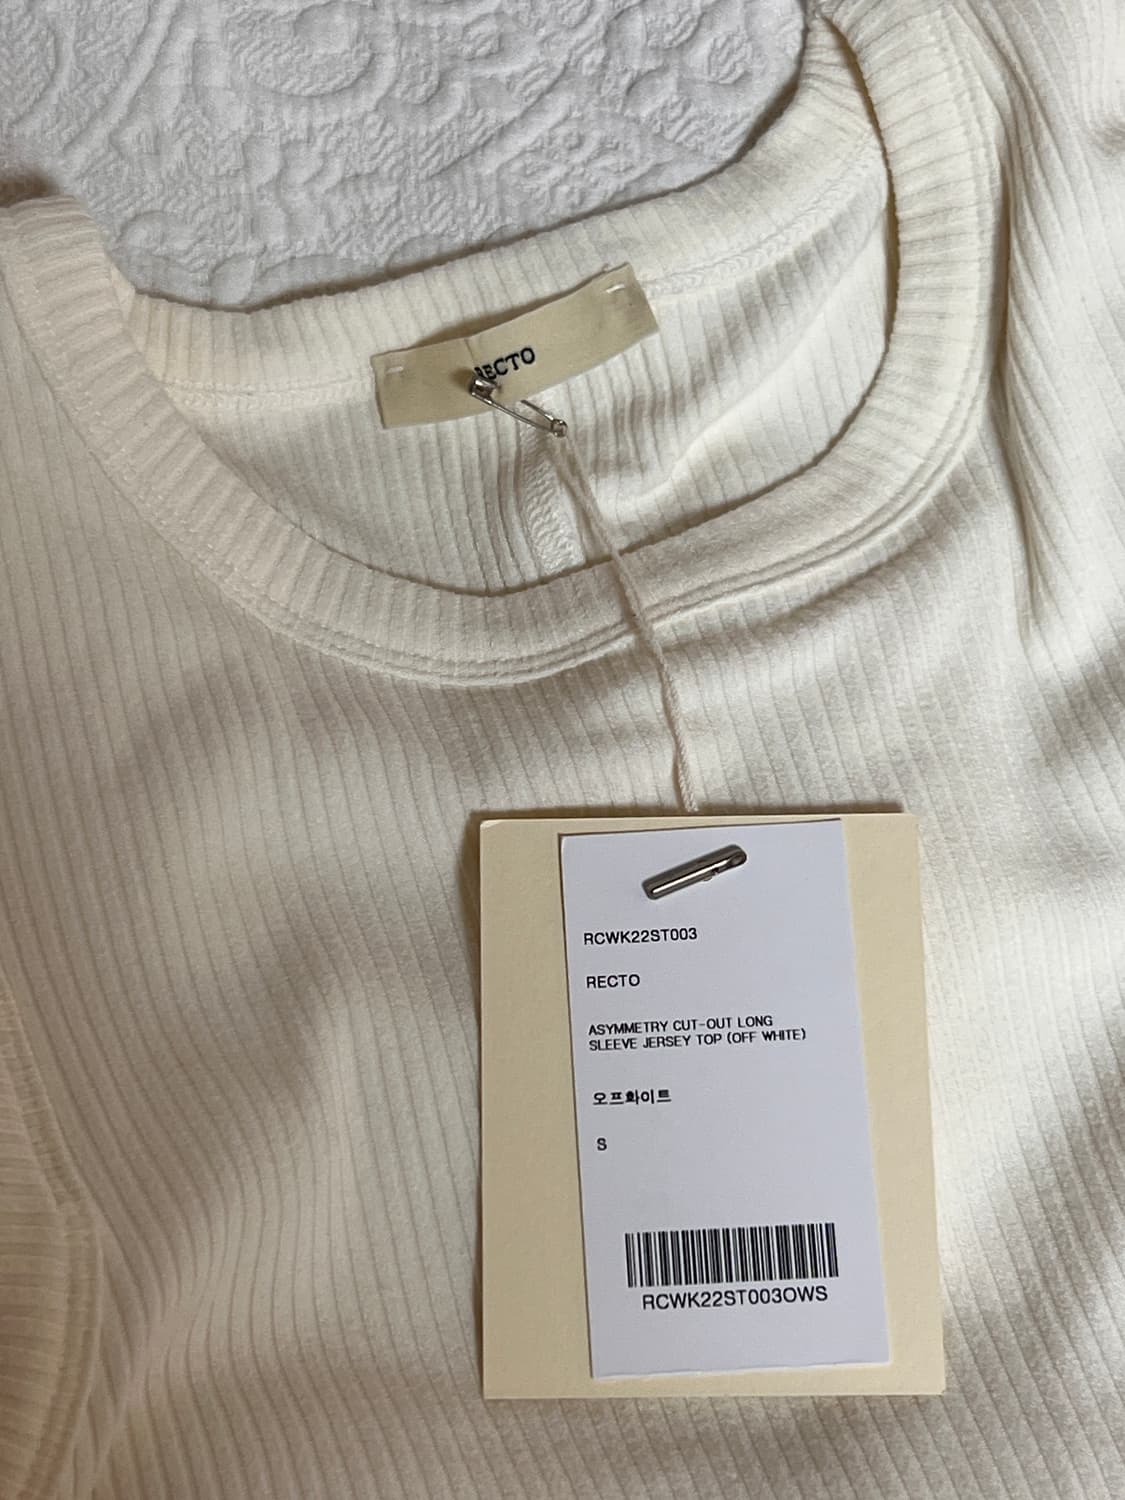 RECTO
RCWK22ST003
RECTO
ASYMMETRY CUT-OUT LONG
SLEEVE JERSEY TOP (OFF WHITE)
오프화이트
S
RCWK22ST003OWS